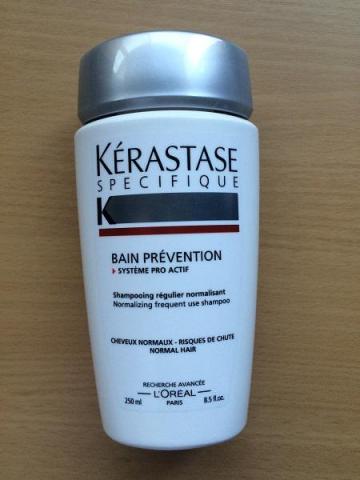 KÉRASTASE
SPECIFIQUE
K
BAIN PRÉVENTION
SYSTÈME PRO ACTIF
Shampooing régulier normalisant
Normalizing frequent use shampoo
CHEVEUX NORMAUX - RISQUES DE CHUTE
NORMAL HAIR
RECHERCHE AVANCÉE
L'ORÉAL
250 ml PARIS 8.5 fl.oz.